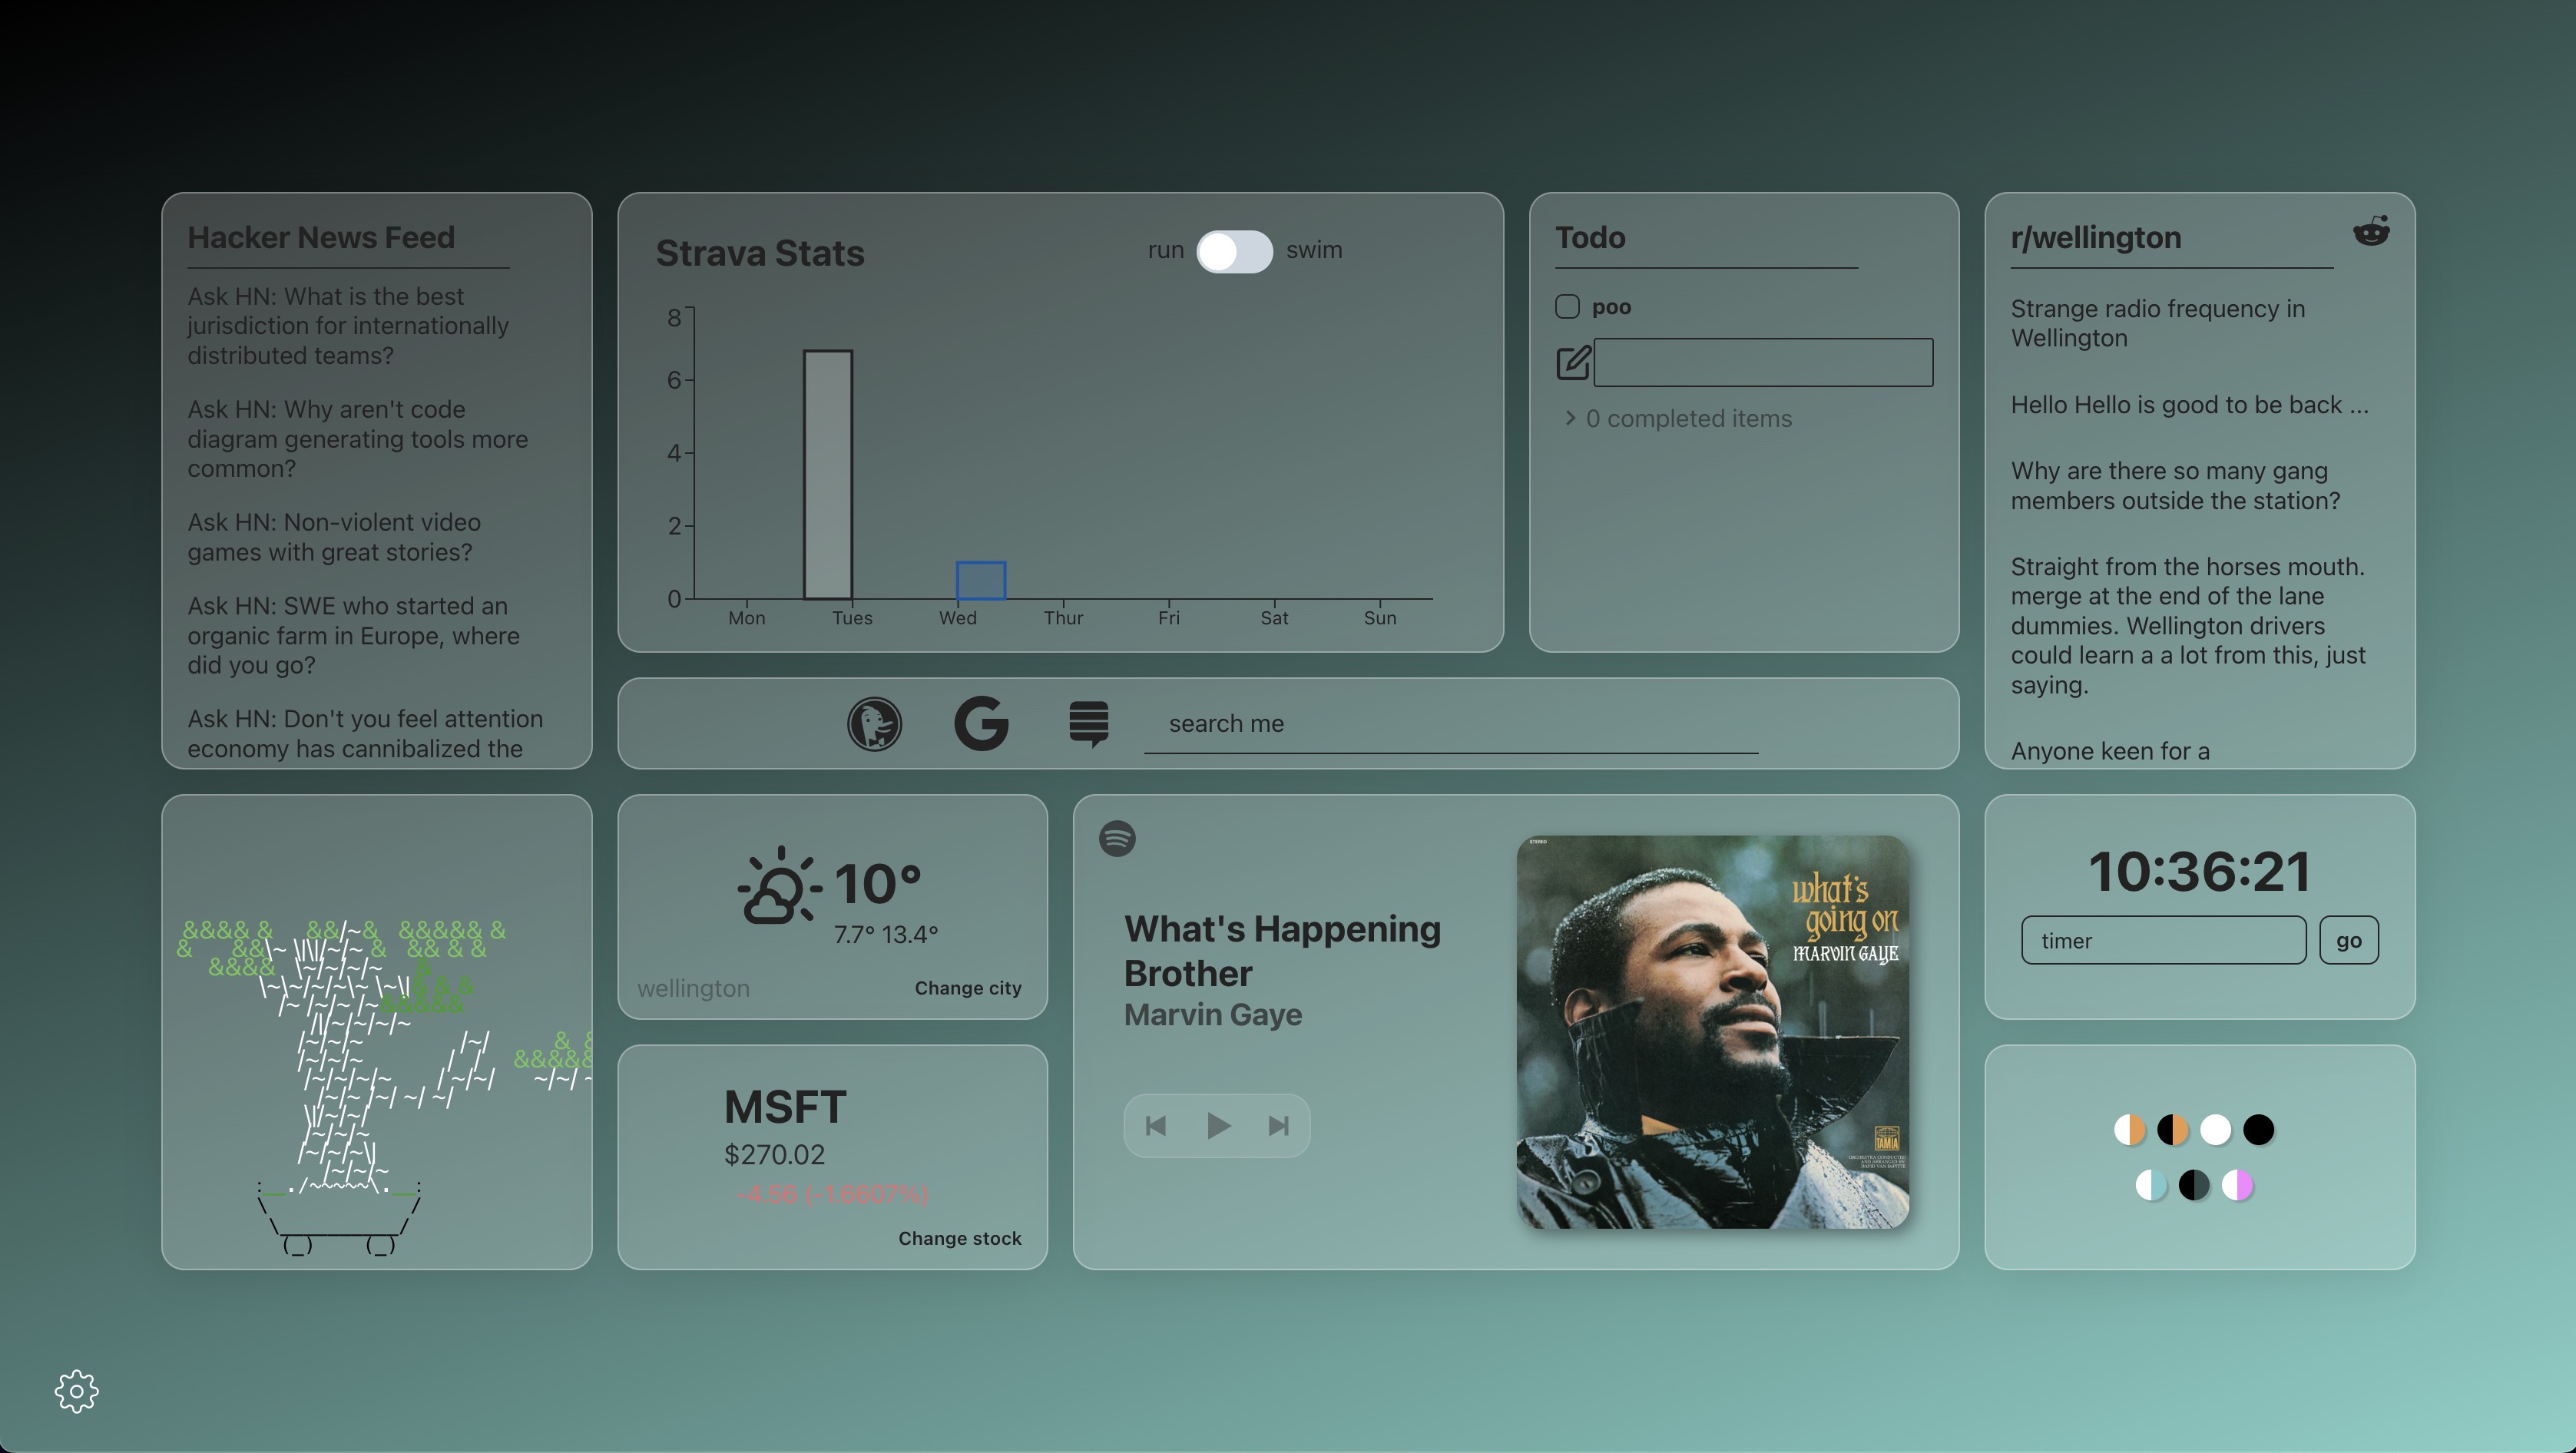 Hacker News Feed
Ask HN: What is the best
jurisdiction for internationally
distributed teams?
Ask HN: Why aren't code
diagram generating tools more
common?
Ask HN: Non-violent video
games with great stories?
Ask HN: SWE who started an
organic farm in Europe, where
did you go?
Ask HN: Don't you feel attention
economy has cannibalized the
Strava Stats
run swim
8
6
4
2
0
Mon Tues Wed Thur Fri Sat Sun
Todo
poo
0 completed items
r/wellington
Strange radio frequency in
Wellington
Hello Hello is good to be back ...
Why are there so many gang
members outside the station?
Straight from the horses mouth.
merge at the end of the lane
dummies. Wellington drivers
could learn a a lot from this, just
saying.
Anyone keen for a
search me
10°
7.7° 13.4°
wellington
Change city
MSFT
$270.02
-4.56 (-1.6607%)
Change stock
What's Happening
Brother
Marvin Gaye
STEREO
what's
going on
MARVIN GAYE
TAMLA
10:36:21
timer
go